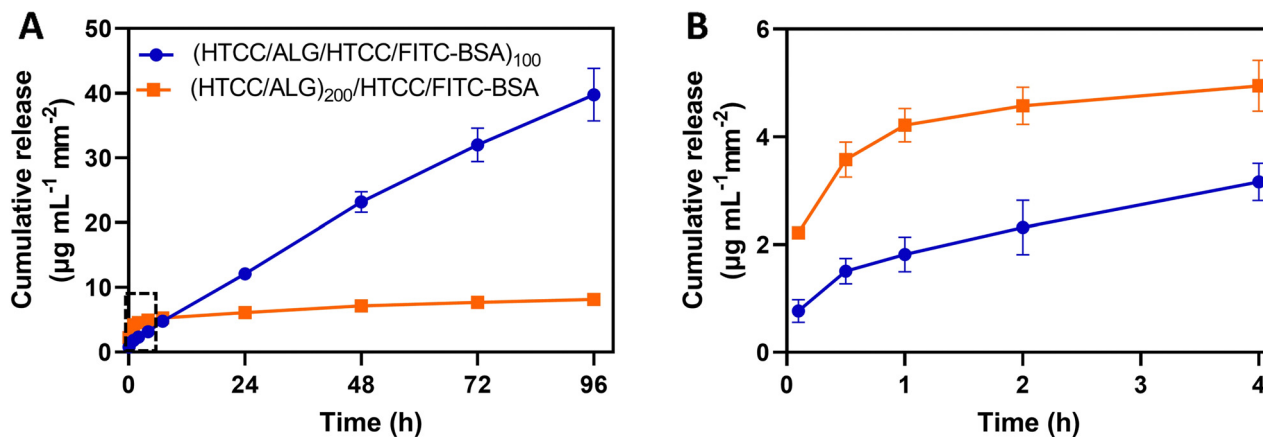 A
(HTCC/ALG/HTCC/FITC-BSA)100
(HTCC/ALG)200/HTCC/FITC-BSA
Cumulative release
(µg mL-1 mm-2)
50
40
30
20
10
0
0 24 48 72 96
Time (h)
B
Cumulative release
(µg mL-1mm-2)
6
4
2
0
0 1 2 3 4
Time (h)